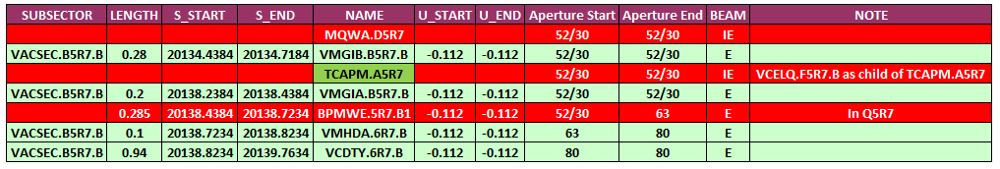 SUBSECTOR LENGTH S_START S_END NAME U_START U_END Aperture Start Aperture End BEAM NOTE
MQWA.D5R7 52/30 52/30 IE
VACSEC.B5R7.B 0.28 20134.4384 20134.7184 VMGIB.B5R7.B -0.112 -0.112 52/30 52/30 E
TCAPM.A5R7 52/30 52/30 IE VCELQ.F5R7.B as child of TCAPM.A5R7
VACSEC.B5R7.B 0.2 20138.2384 20138.4384 VMGIA.B5R7.B -0.112 -0.112 52/30 52/30 E
0.285 20138.4384 20138.7234 BPMWE.5R7.B1 -0.112 -0.112 52/30 63 E In Q5R7
VACSEC.B5R7.B 0.1 20138.7234 20138.8234 VMHDA.6R7.B -0.112 -0.112 63 80 E
VACSEC.B5R7.B 0.94 20138.8234 20139.7634 VCDTY.6R7.B -0.112 -0.112 80 80 E